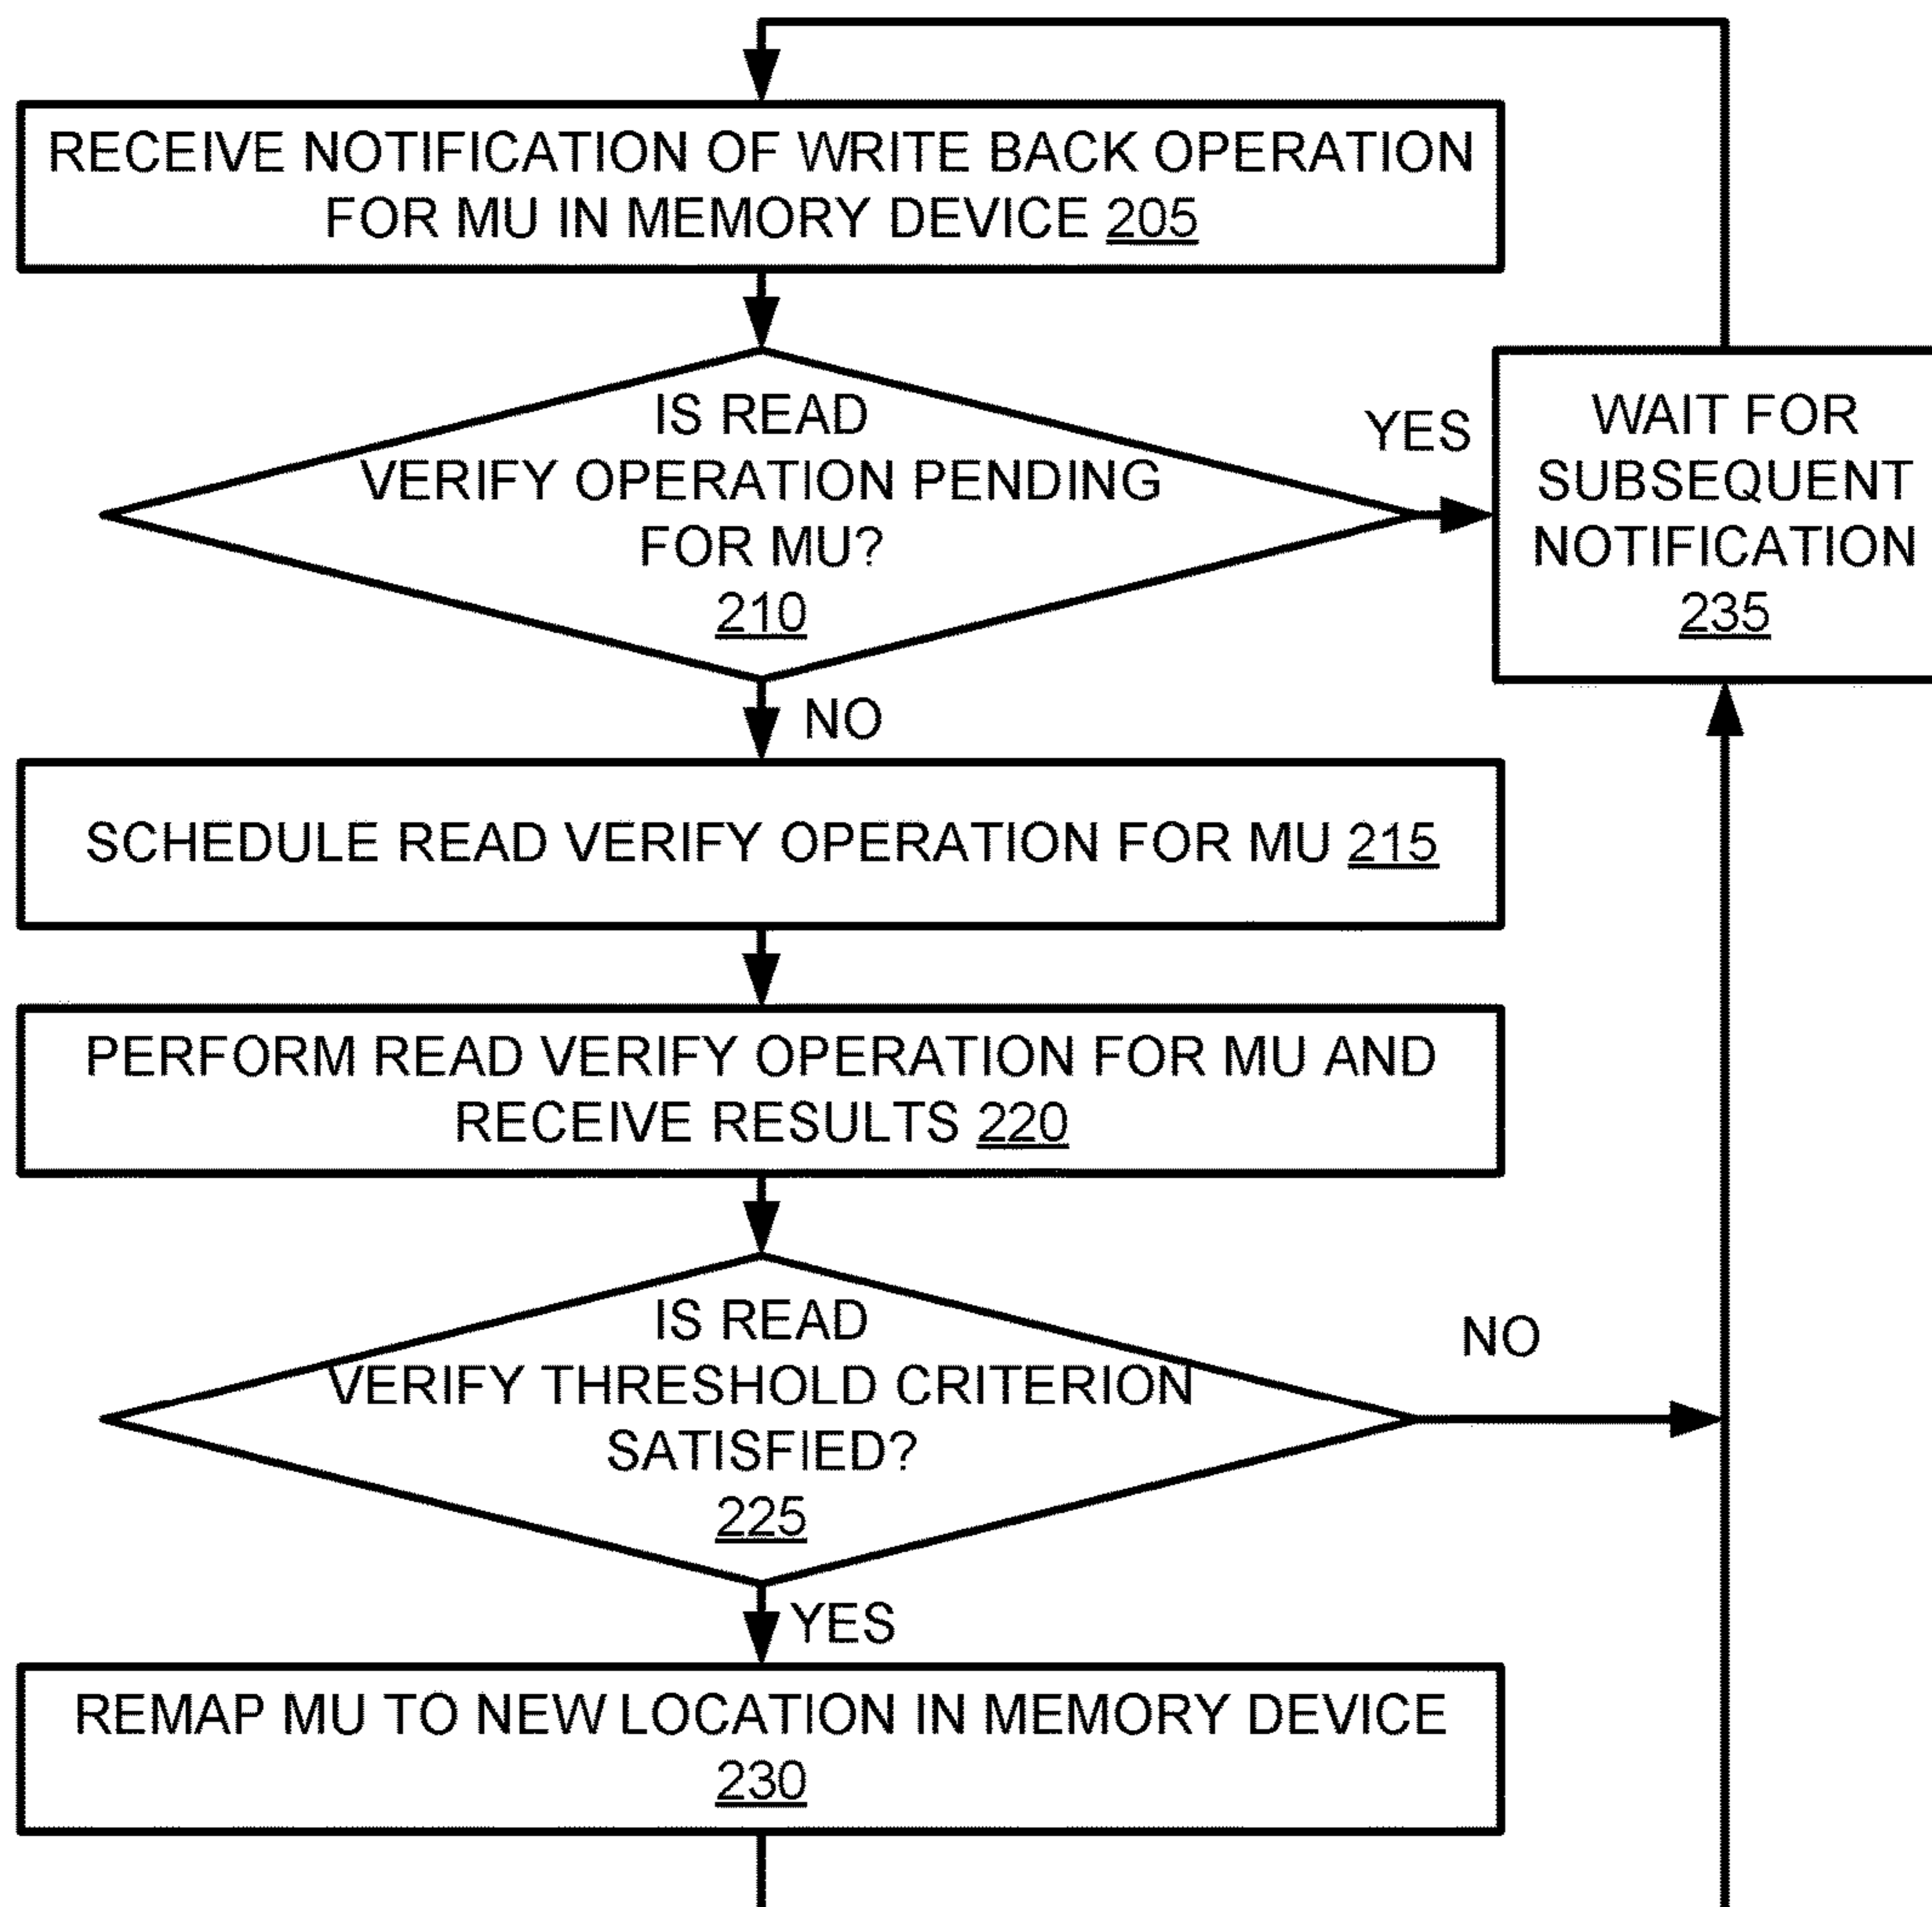 RECEIVE NOTIFICATION OF WRITE BACK OPERATION
FOR MU IN MEMORY DEVICE 205
IS READ
VERIFY OPERATION PENDING
FOR MU?
210
YES
WAIT FOR
SUBSEQUENT
NOTIFICATION
235
NO
SCHEDULE READ VERIFY OPERATION FOR MU 215
PERFORM READ VERIFY OPERATION FOR MU AND
RECEIVE RESULTS 220
IS READ
VERIFY THRESHOLD CRITERION
SATISFIED?
225
NO
YES
REMAP MU TO NEW LOCATION IN MEMORY DEVICE
230